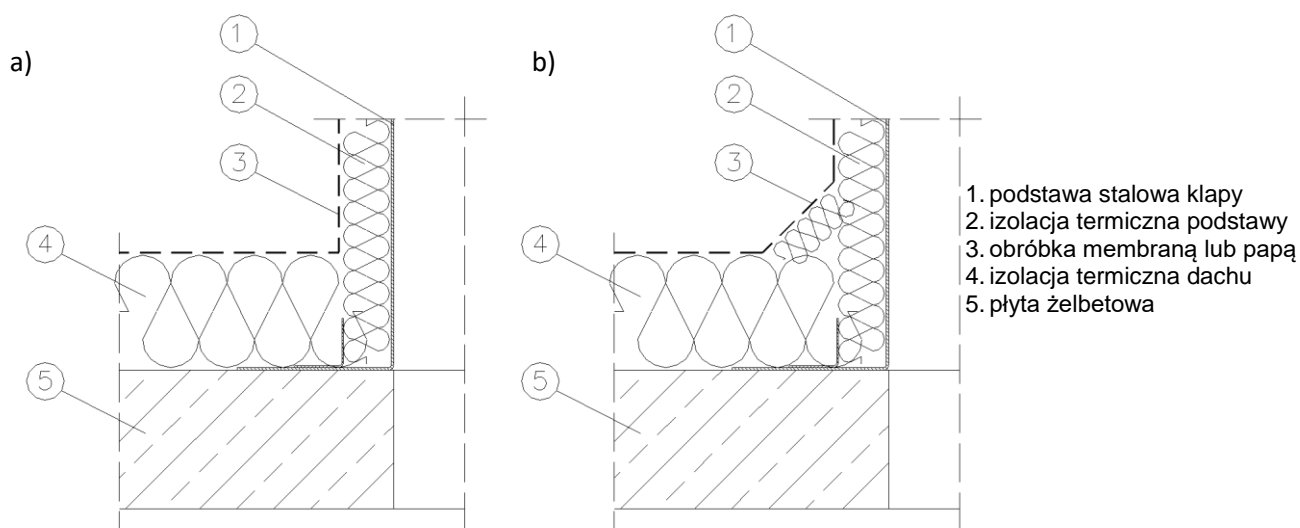 a)
1
2
3
4
5
b)
1
2
3
4
5
1. podstawa stalowa klapy
2. izolacja termiczna podstawy
3. obróbka membraną lub papą
4. izolacja termiczna dachu
5. płyta żelbetowa